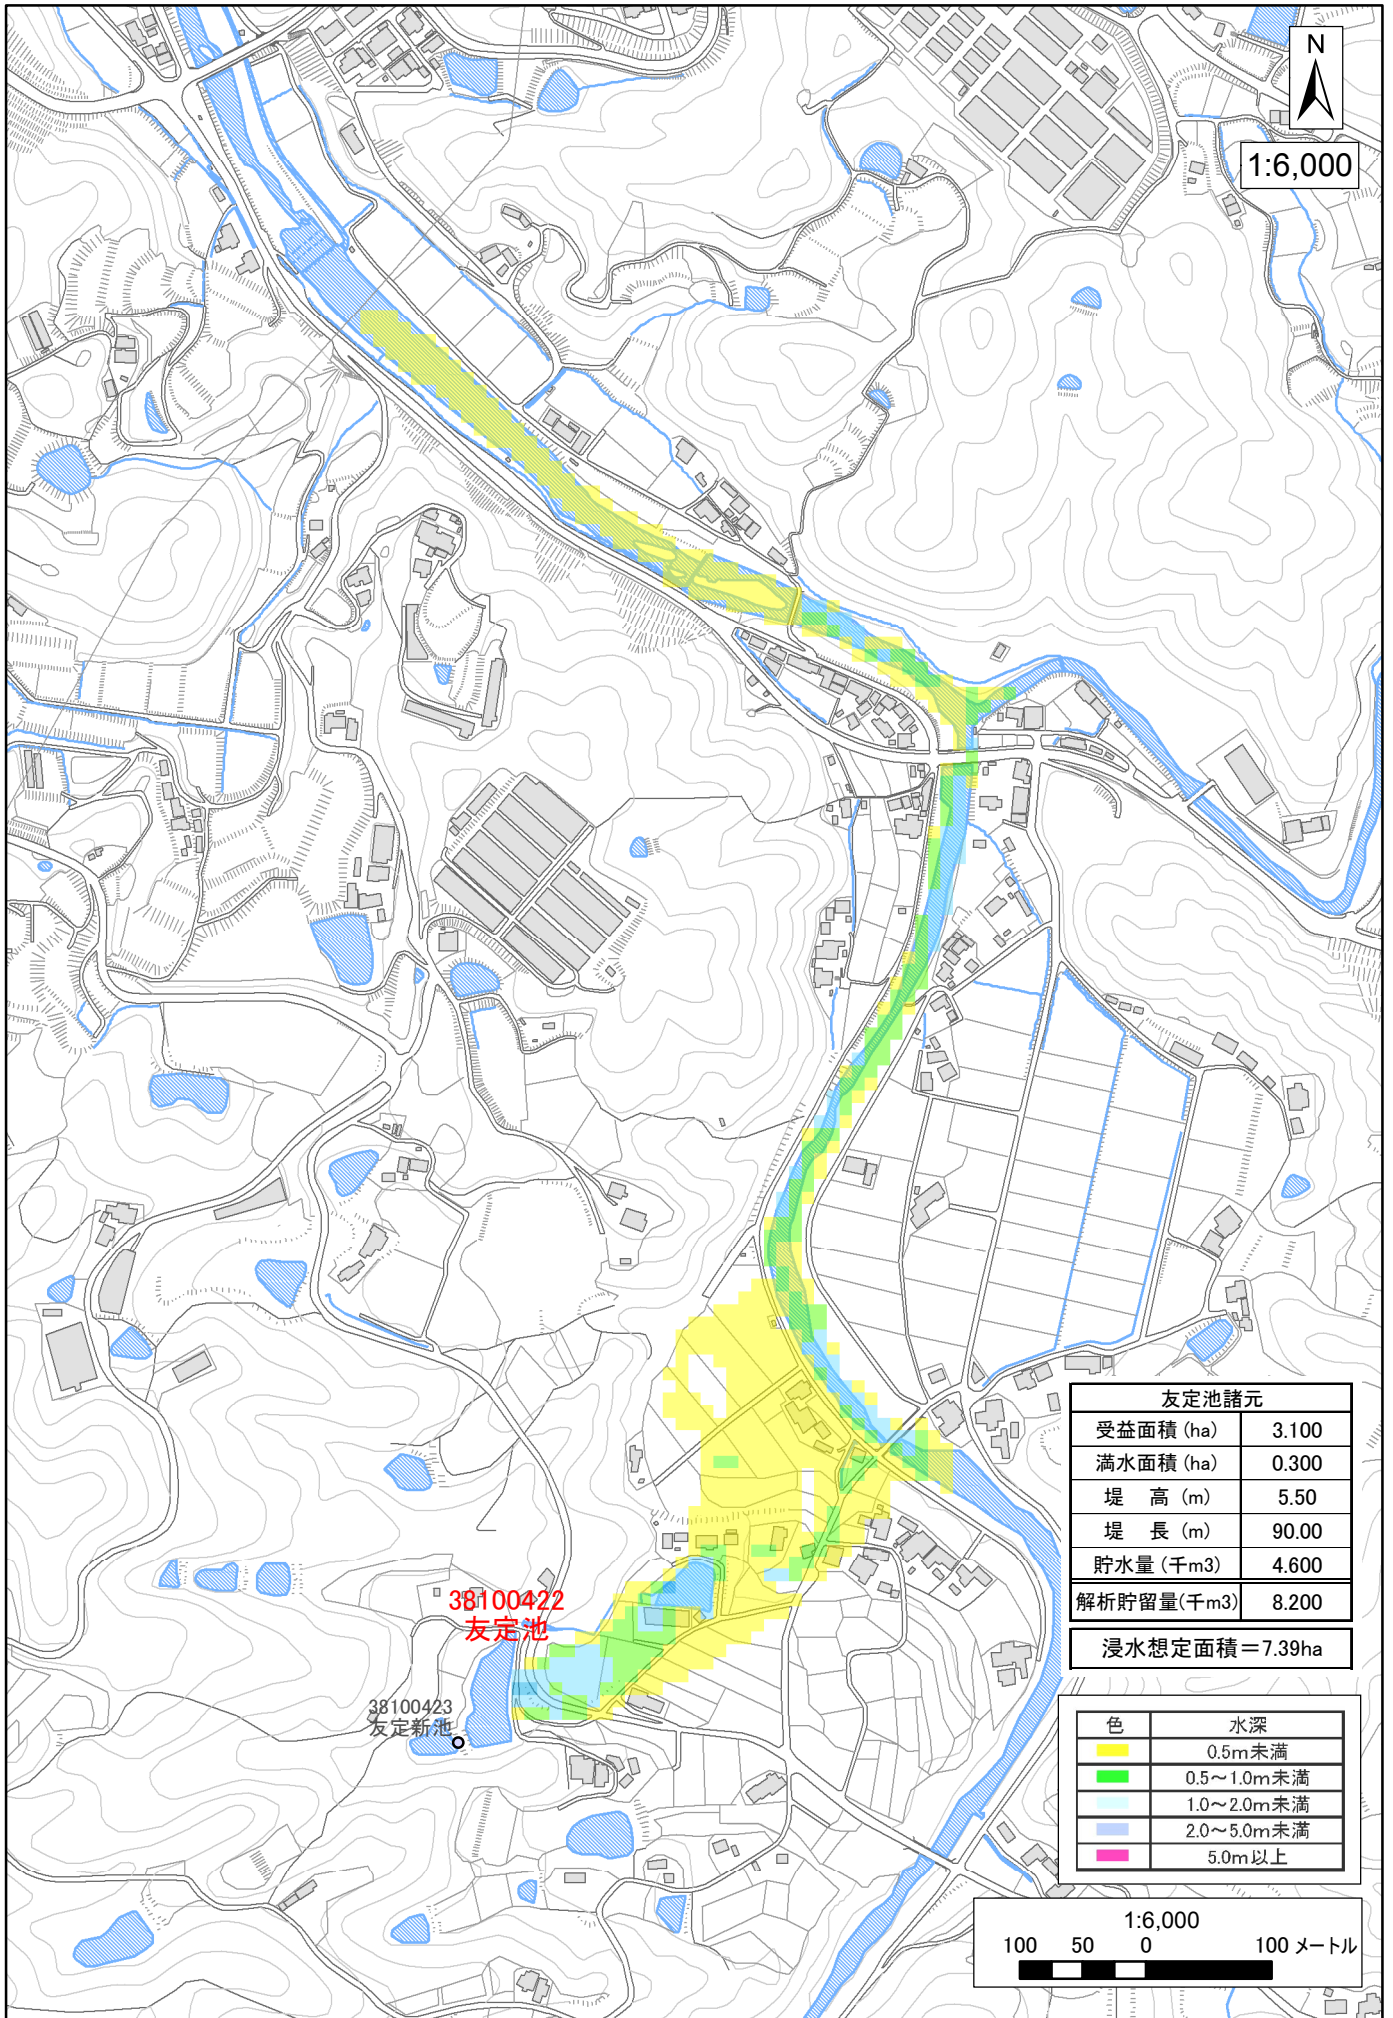 N
1:6,000
友定池諸元
受益面積 (ha) 3.100
満水面積 (ha) 0.300
堤 高 (m) 5.50
堤 長 (m) 90.00
貯水量 (千m3) 4.600
解析貯留量(千m3) 8.200
浸水想定面積=7.39ha
38100422
友定池
38100423
友定新池
色 水深
0.5m未満
0.5~1.0m未満
1.0~2.0m未満
2.0~5.0m未満
5.0m以上
1:6,000
100 50 0 100 メートル